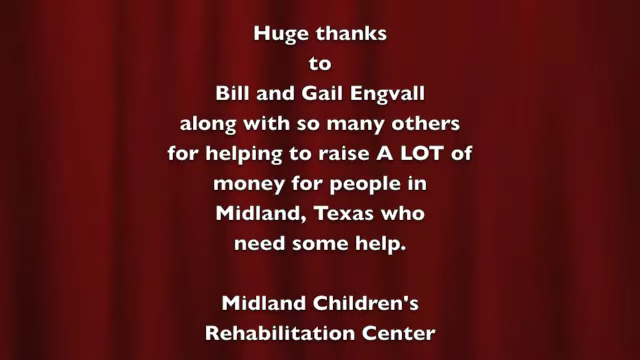 Huge thanks
to
Bill and Gail Engvall
along with so many others
for helping to raise A LOT of
money for people in
Midland, Texas who
need some help.
Midland Children's
Rehabilitation Center